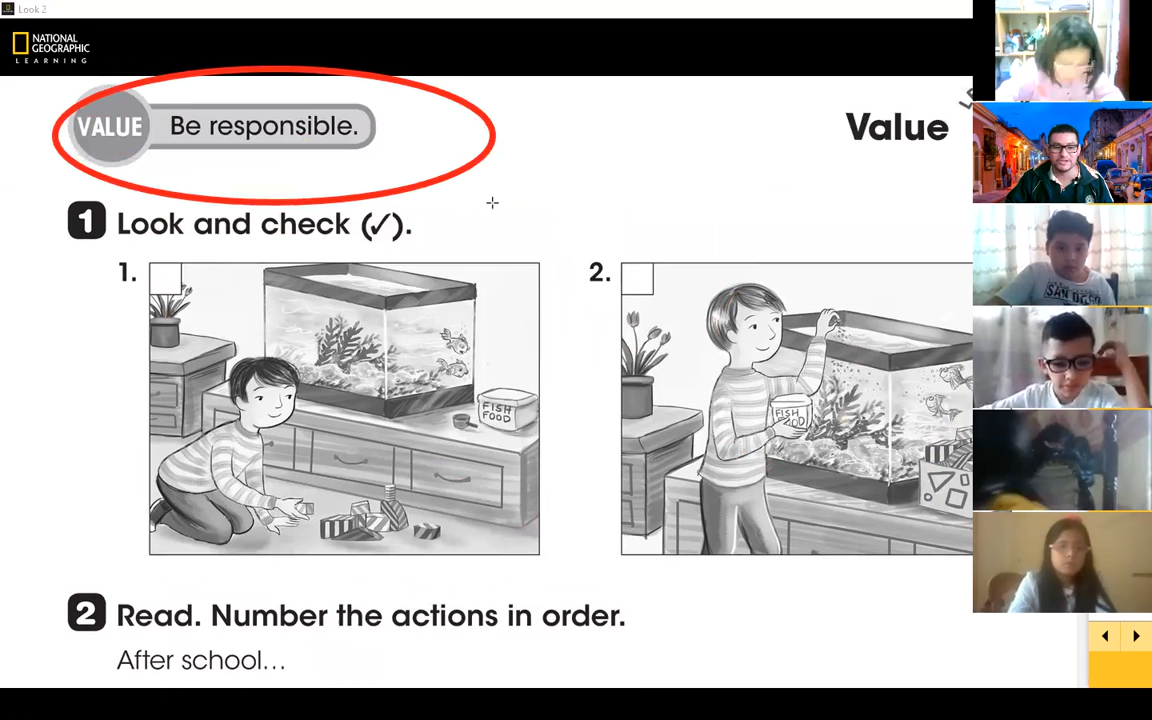 Look 2
NATIONAL
GEOGRAPHIC
LEARNING
VALUE Be responsible.
Value
1 Look and check (✓).
1.
2.
FISH
FOOD
FISH
FOOD
2 Read. Number the actions in order.
After school...
SAN DIEGO